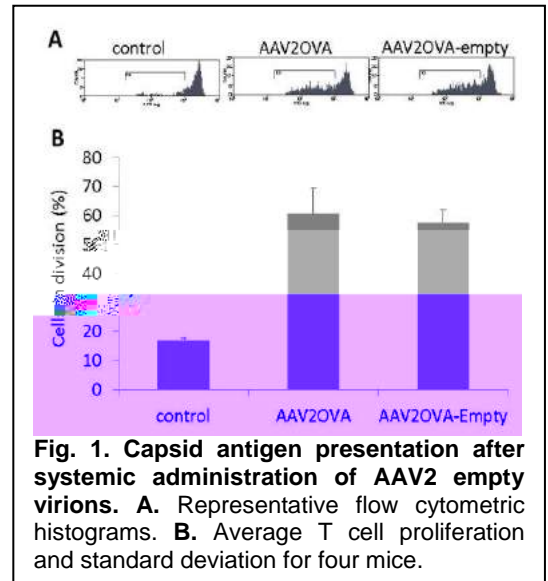 A
control AAV2OVA AAV2OVA-empty
B
80
70
60
40
20
10
0
division (%)
control AAV2OVA AAV2OVA-Empty
Fig. 1. Capsid antigen presentation after
systemic administration of AAV2 empty
virions. A. Representative flow cytometric
histograms. B. Average T cell proliferation
and standard deviation for four mice.